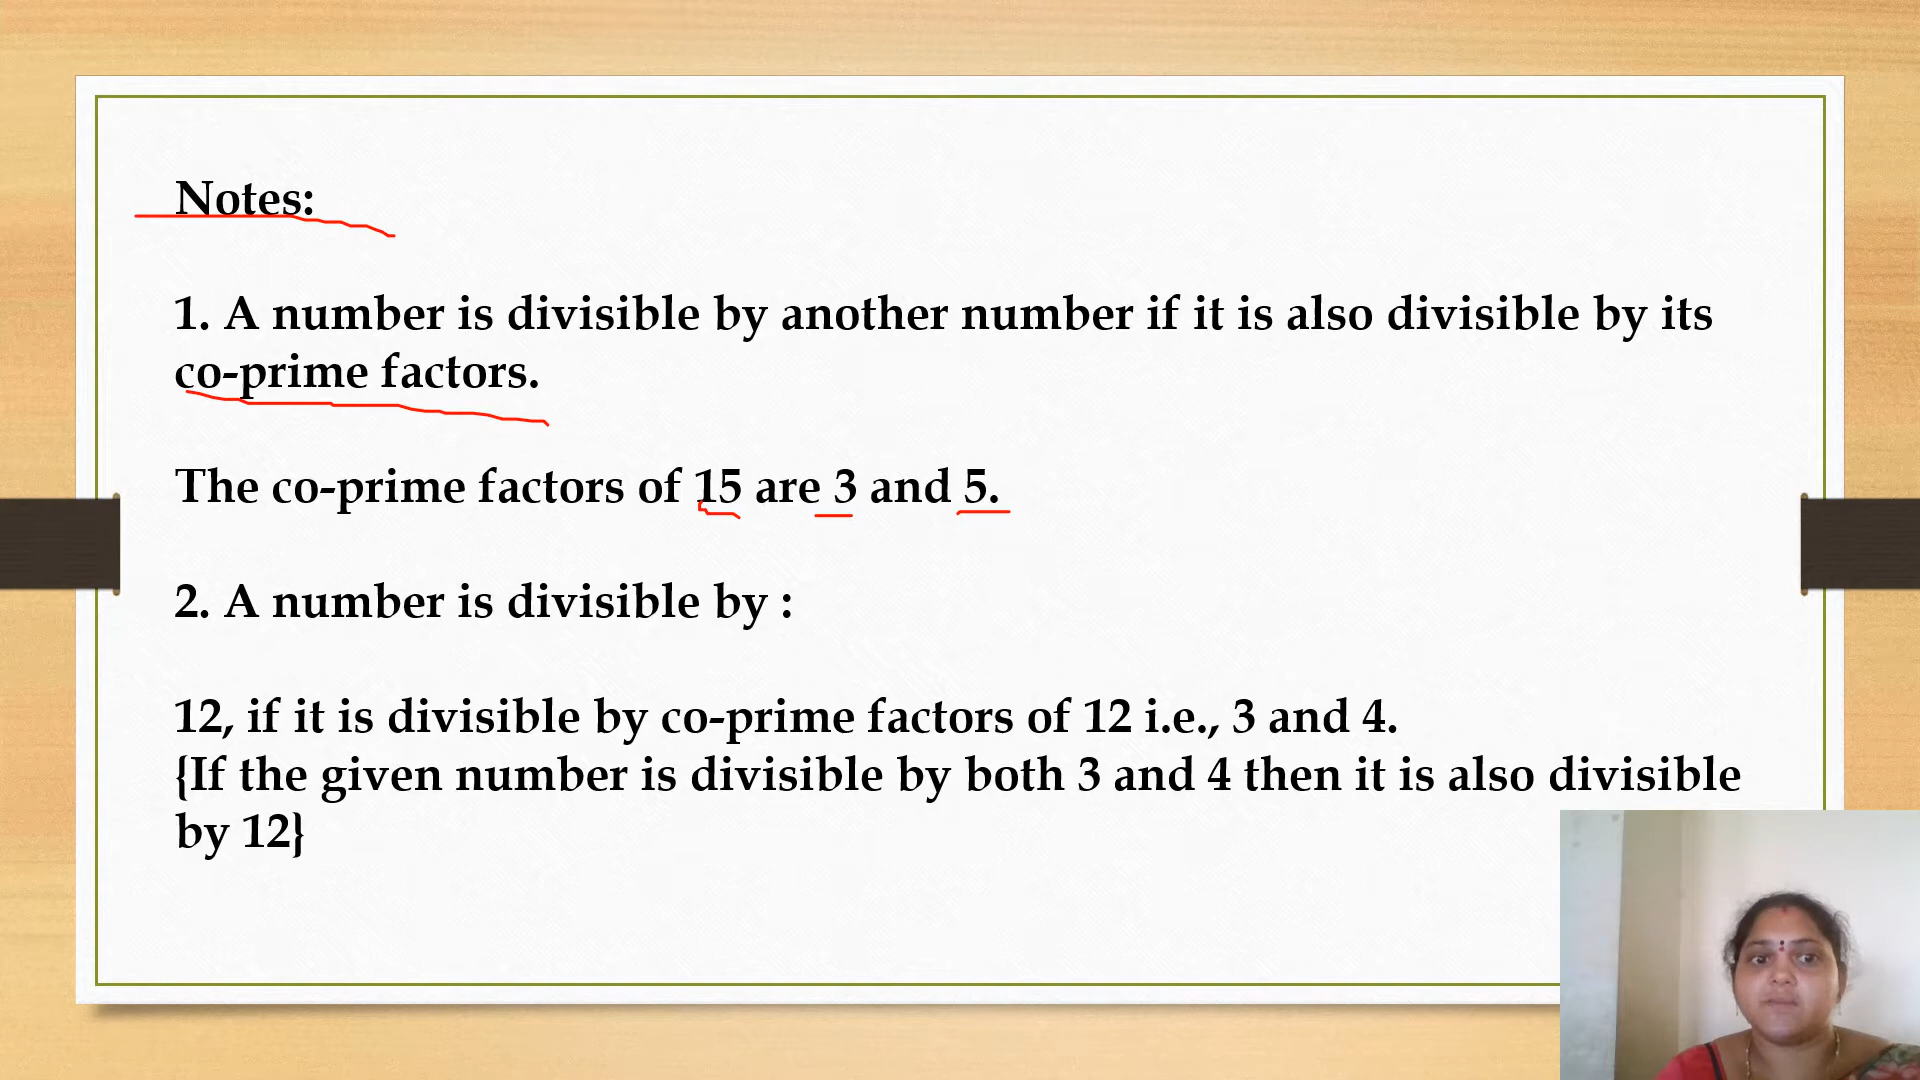 Notes:
1. A number is divisible by another number if it is also divisible by its
co-prime factors.
The co-prime factors of 15 are 3 and 5.
2. A number is divisible by :
12, if it is divisible by co-prime factors of 12 i.e., 3 and 4.
{If the given number is divisible by both 3 and 4 then it is also divisible
by 12}